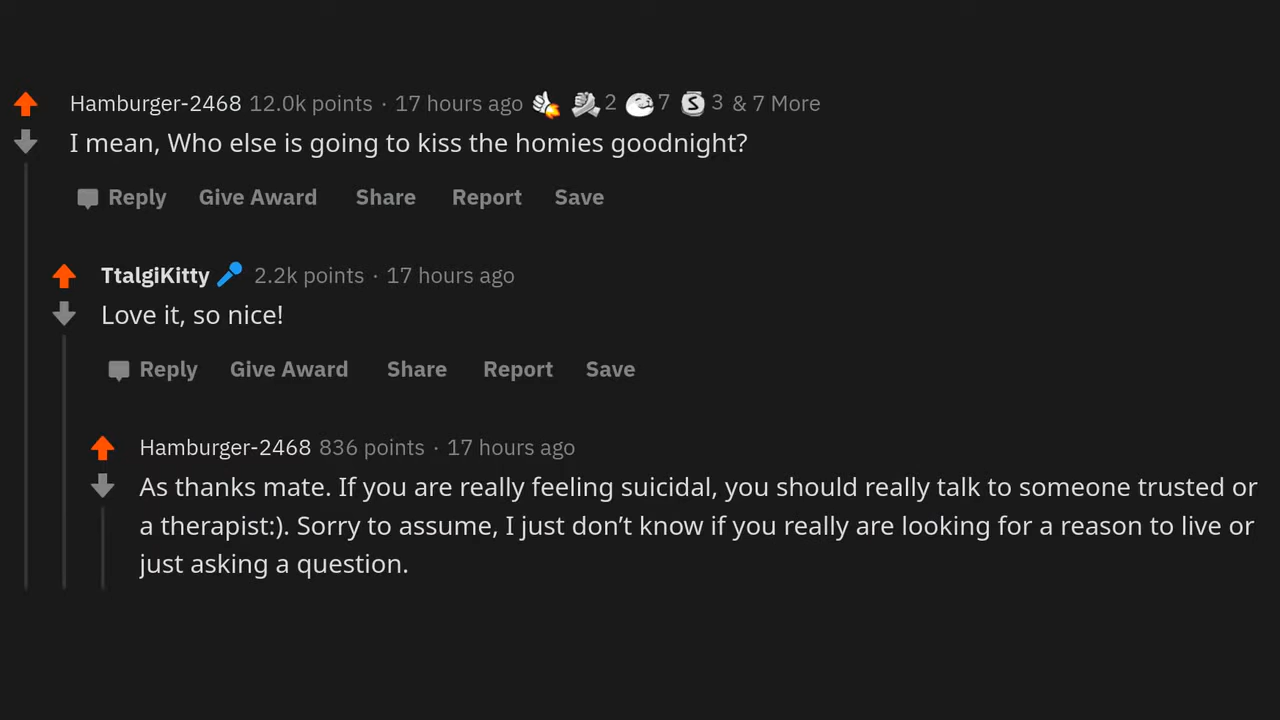 Hamburger-2468 12.0k points · 17 hours ago 2 7 S 3 & 7 More
I mean, Who else is going to kiss the homies goodnight?
Reply Give Award Share Report Save
TtalgiKitty 2.2k points · 17 hours ago
Love it, so nice!
Reply Give Award Share Report Save
Hamburger-2468 836 points · 17 hours ago
As thanks mate. If you are really feeling suicidal, you should really talk to someone trusted or
a therapist:). Sorry to assume, I just don’t know if you really are looking for a reason to live or
just asking a question.